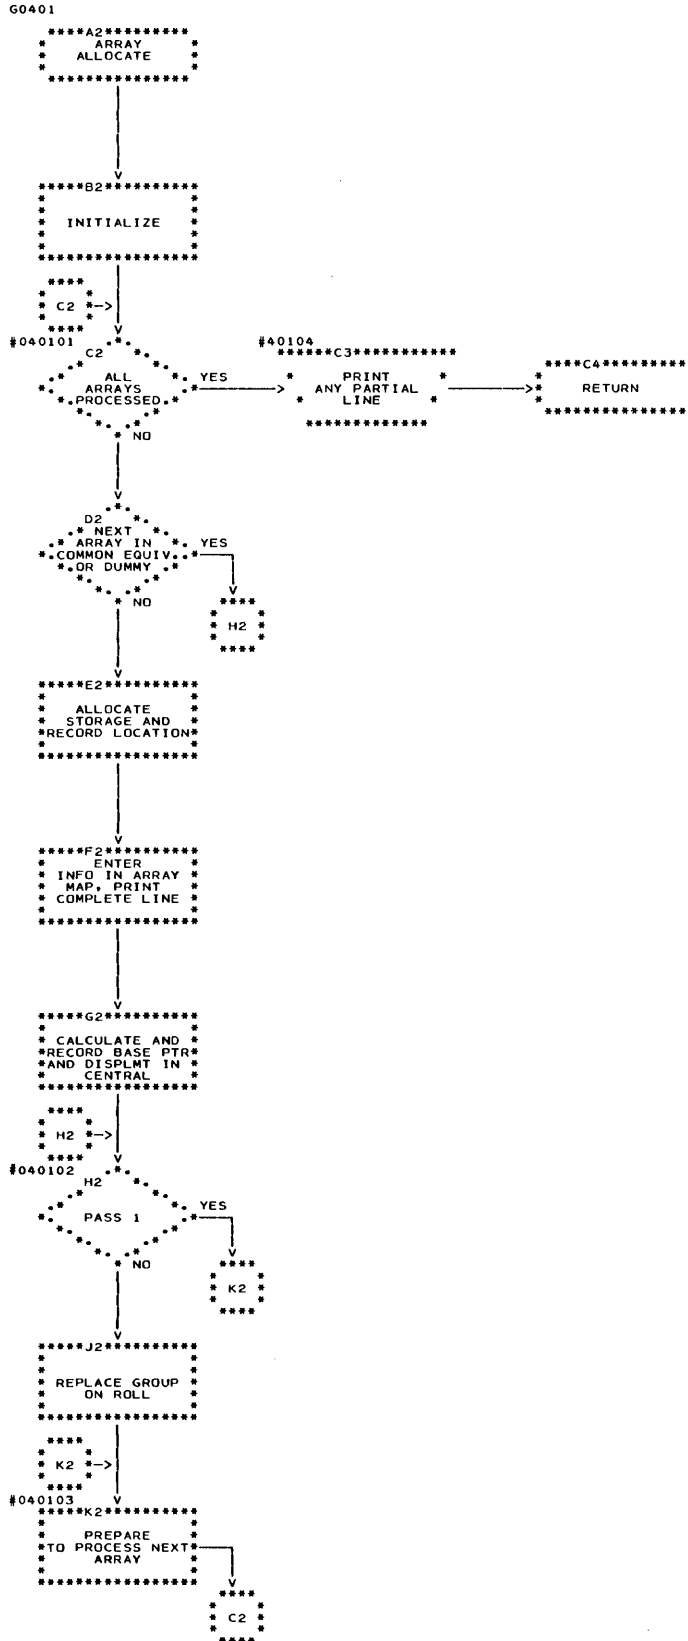 G0401
A2
ARRAY
ALLOCATE
B2
INITIALIZE
C2
#040101
C2
ALL
ARRAYS
PROCESSED
YES
NO
#40104
C3
PRINT
ANY PARTIAL
LINE
C4
RETURN
D2
NEXT
ARRAY IN
COMMON EQUIV
OR DUMMY
YES
NO
H2
E2
ALLOCATE
STORAGE AND
RECORD LOCATION
F2
ENTER
INFO IN ARRAY
MAP, PRINT
COMPLETE LINE
G2
CALCULATE AND
RECORD BASE PTR
AND DISPLMT IN
CENTRAL
H2
#040102
H2
PASS 1
YES
NO
K2
J2
REPLACE GROUP
ON ROLL
K2
#040103
K2
PREPARE
TO PROCESS NEXT
ARRAY
C2